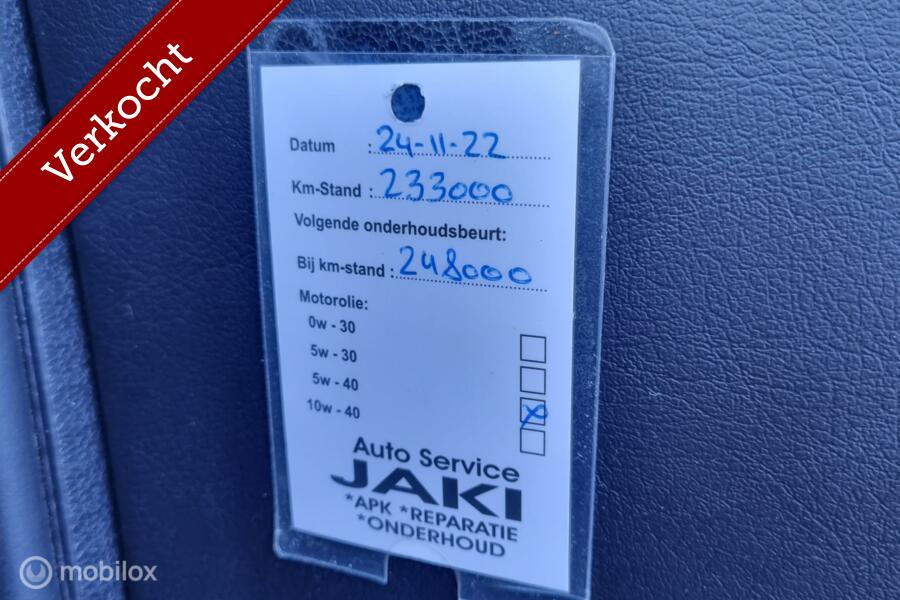 Verkocht
Datum : 24-11-22
Km-Stand : 233000
Volgende onderhoudsbeurt:
Bij km-stand : 248000
Motorolie:
0w - 30
5w - 30
5w - 40
10w - 40
Auto Service
JAKI
*APK *REPARATIE
*ONDERHOUD
mobilox